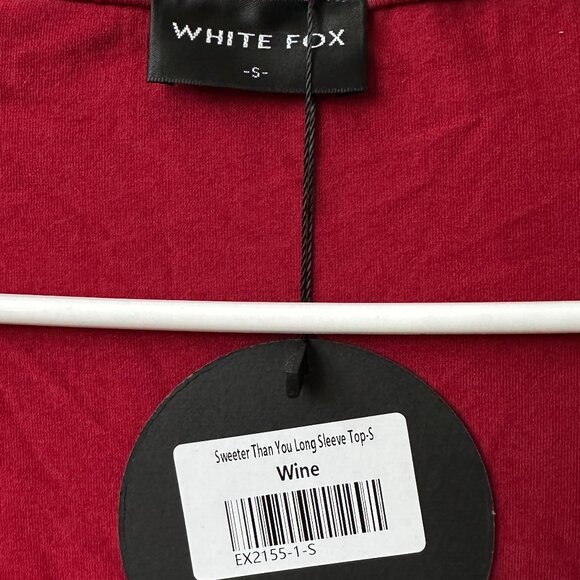 WHITE FOX
-S-
Sweeter Than You Long Sleeve Top-S
Wine
EX2155-1-S